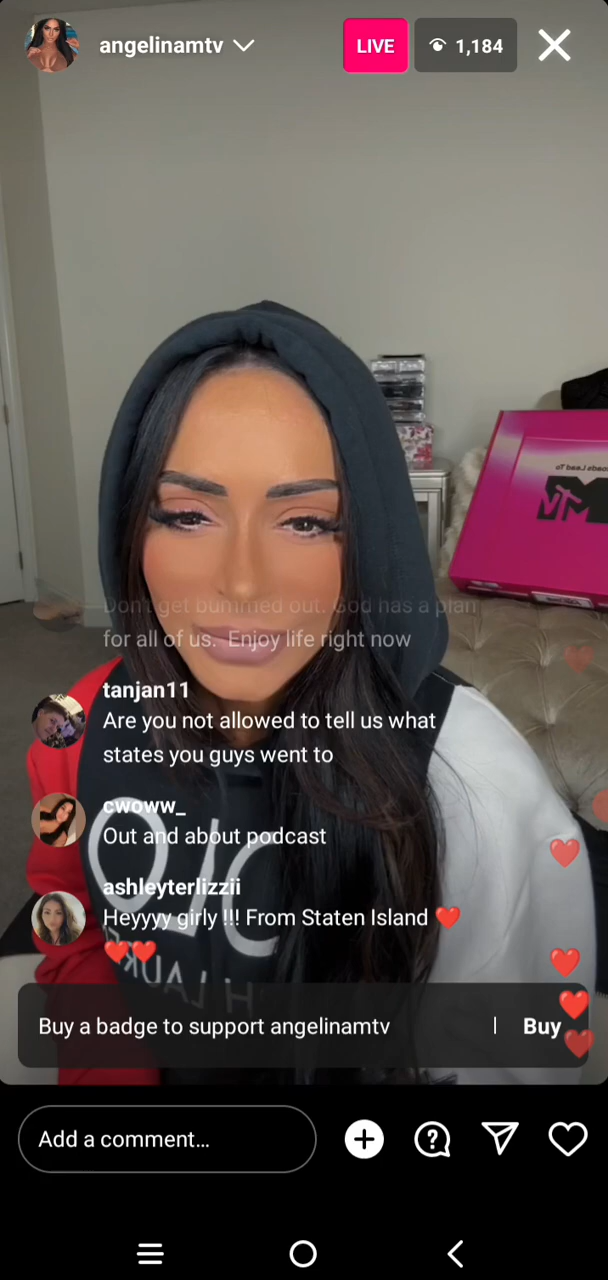 angelinamtv
LIVE
1,184
Don't get bummed out. God has a plan
for all of us. Enjoy life right now
tanjan11
Are you not allowed to tell us what
states you guys went to
cwoww_
Out and about podcast
ashleyterlizzii
Heyyyy girly !!! From Staten Island ❤️
❤️❤️
Buy a badge to support angelinamtv
Buy
Add a comment...